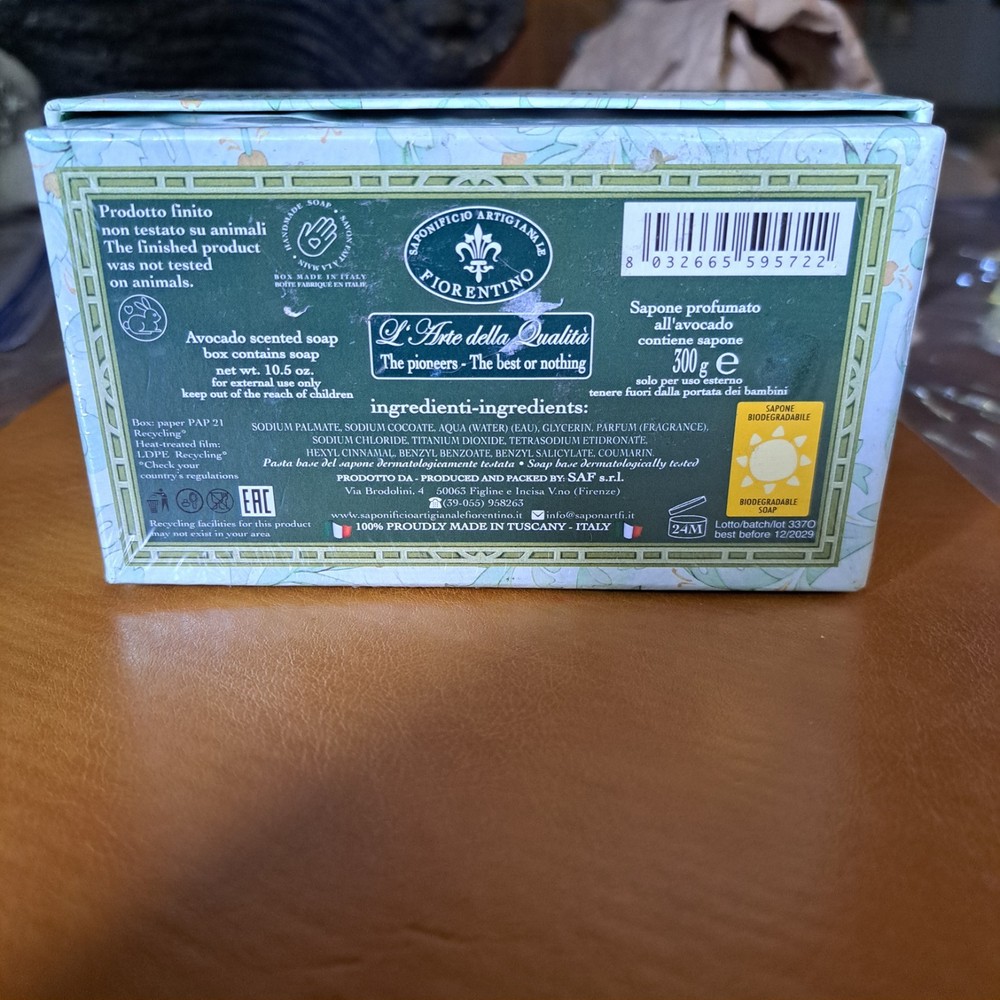 Prodotto finito
non testato su animali
The finished product
was not tested
on animals.
HANDMADE SOAP • SAVON FAIT À LA MAIN •
BOX MADE IN ITALY
BOÎTE FABRIQUÉ EN ITALIE
SAPONIFICIO ARTIGIANALE
FIORENTINO
8 032665 595722
Avocado scented soap
box contains soap
net wt. 10.5 oz.
for external use only
keep out of the reach of children
L'Arte della Qualità
The pioneers - The best or nothing
Sapone profumato
all'avocado
contiene sapone
300 g ℮
solo per uso esterno
tenere fuori dalla portata dei bambini
ingredienti-ingredients:
SODIUM PALMATE, SODIUM COCOATE, AQUA (WATER) (EAU), GLYCERIN, PARFUM (FRAGRANCE),
SODIUM CHLORIDE, TITANIUM DIOXIDE, TETRASODIUM ETIDRONATE,
HEXYL CINNAMAL, BENZYL BENZOATE, BENZYL SALICYLATE, COUMARIN.
Pasta base del sapone dermatologicamente testata • Soap base dermatologically tested
PRODOTTO DA - PRODUCED AND PACKED BY: SAF s.r.l.
Via Brodolini, 4 50063 Figline e Incisa V.no (Firenze)
(39-055) 958263
www.saponificioartigianalefiorentino.it info@saponartfi.it
100% PROUDLY MADE IN TUSCANY - ITALY
Box: paper PAP 21
Recycling*
Heat-treated film:
LDPE Recycling*
*Check your
country's regulations
EAC
Recycling facilities for this product
may not exist in your area
SAPONE
BIODEGRADABILE
BIODEGRADABLE
SOAP
24M
Lotto/batch/lot 337O
best before 12/2029